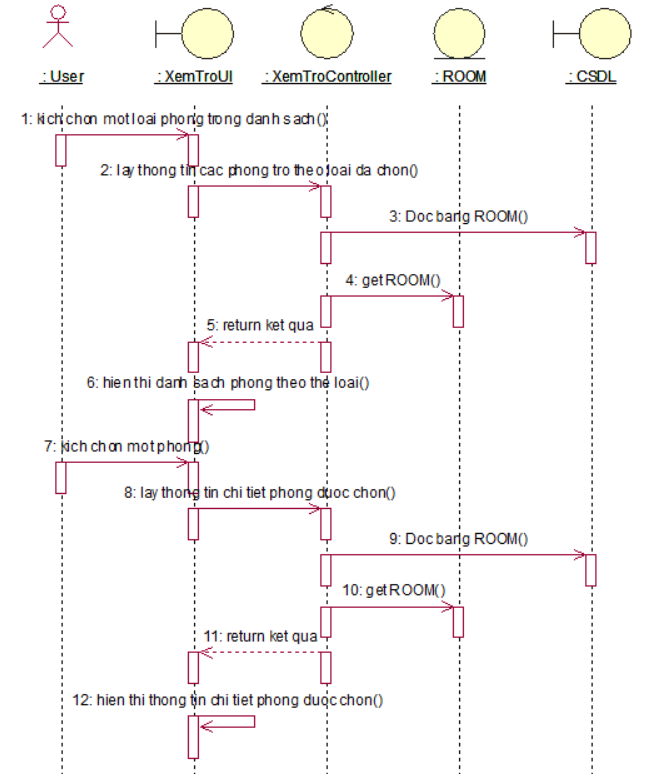 : User
: XemTroUI
: XemTroController
: ROOM
: CSDL
1: kich chon mot loai phong trong danh sach()
2: lay thong tin cac phong tro theo loai da chon()
3: Doc bang ROOM()
4: getROOM()
5: return ket qua
6: hien thi danh sach phong theo the loai()
7: kich chon mot phong()
8: lay thong tin chi tiet phong duoc chon()
9: Doc bang ROOM()
10: getROOM()
11: return ket qua
12: hien thi thong tin chi tiet phong duoc chon()